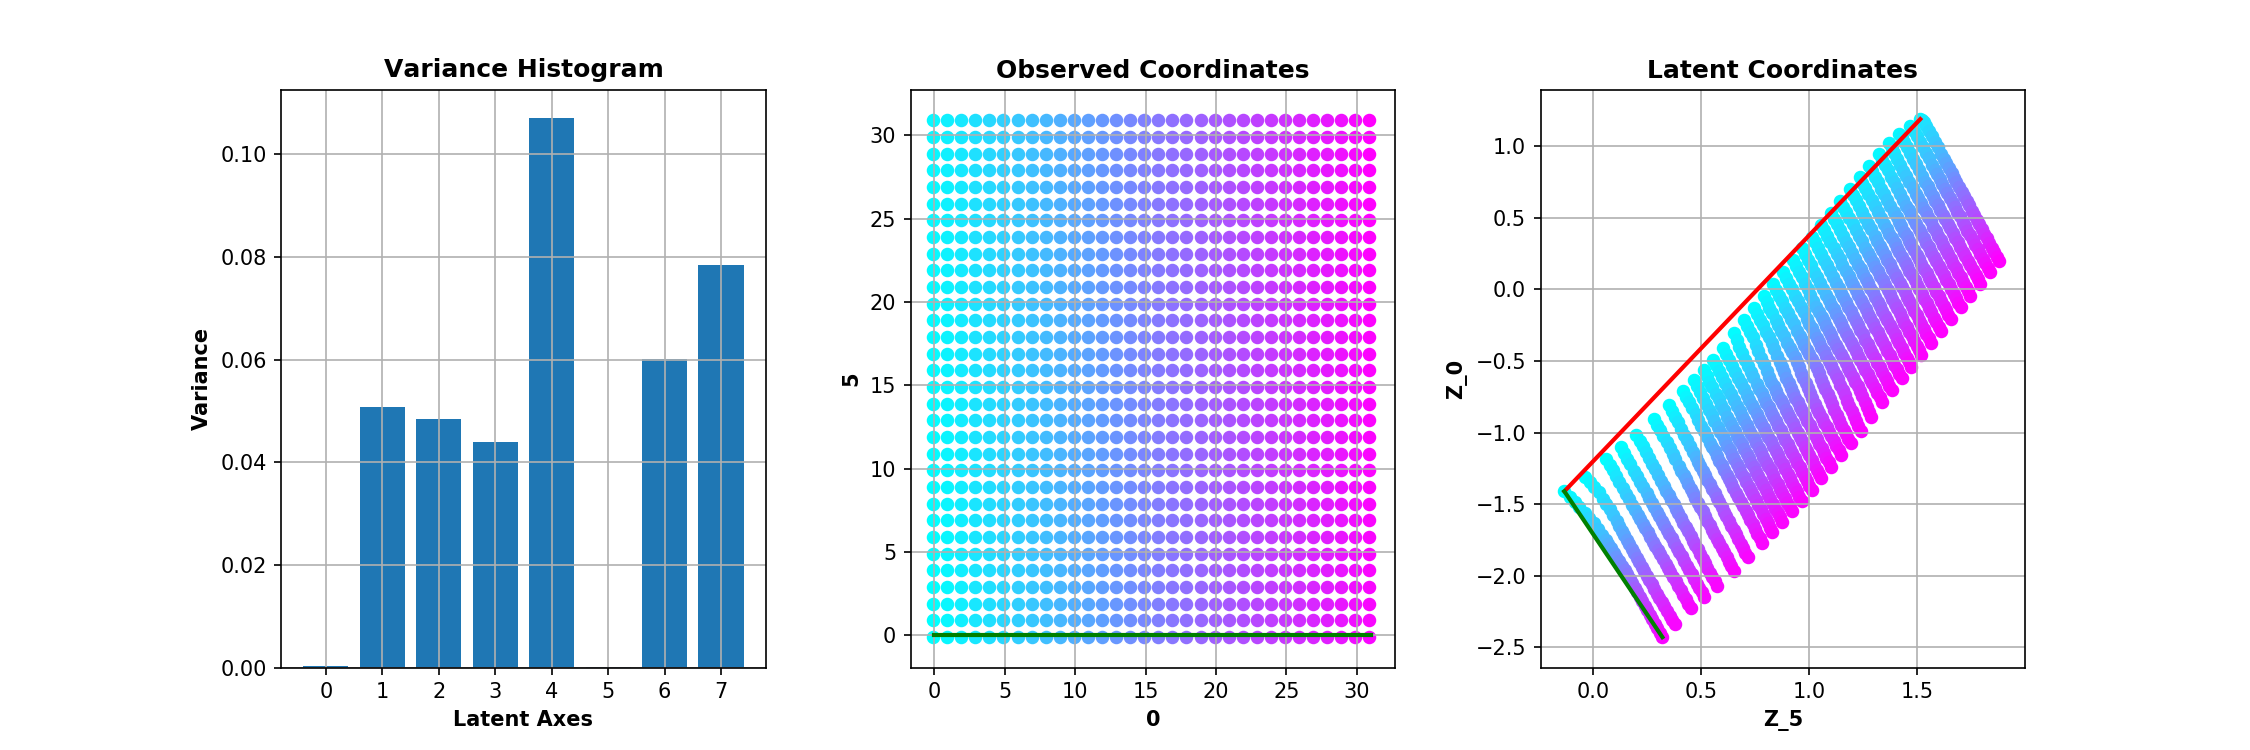 Variance Histogram
Variance
0.10
0.08
0.06
0.04
0.02
0.00
0 1 2 3 4 5 6 7
Latent Axes
Observed Coordinates
5
30
25
20
15
10
5
0
0 5 10 15 20 25 30
0
Latent Coordinates
Z_0
1.0
0.5
0.0
−0.5
−1.0
−1.5
−2.0
−2.5
0.0 0.5 1.0 1.5
Z_5